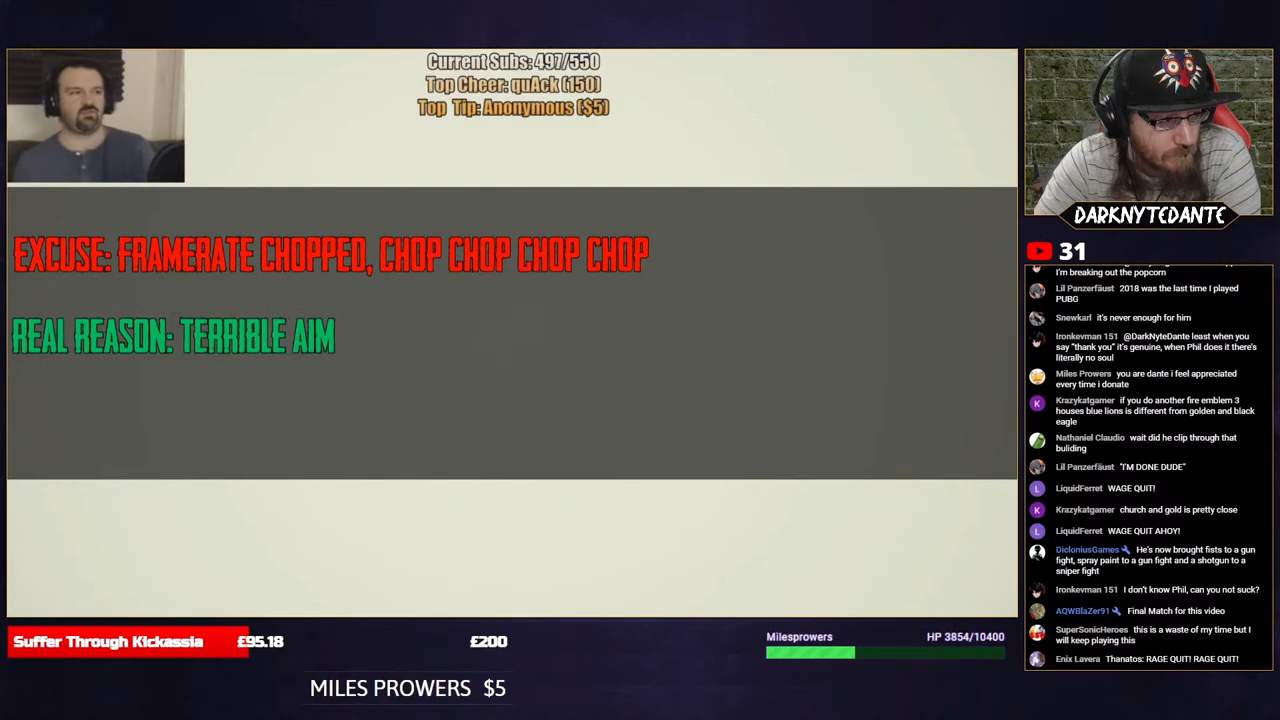 Current Subs: 497/550
Top Cheer: quAck (150)
Top Tip: Anonymous ($5)
EXCUSE: FRAMERATE CHOPPED, CHOP CHOP CHOP CHOP
REAL REASON: TERRIBLE AIM
DARKNYTEDANTE
31
I'm breaking out the popcorn
Lil Panzerfäust 2018 was the last time I played
PUBG
Snewkarl it's never enough for him
Ironkevman 151 @DarkNyteDante least when you
say "thank you" it's genuine, when Phil does it there's
literally no soul
Miles Prowers you are dante i feel appreciated
every time i donate
K Krazykatgamer if you do another fire emblem 3
houses blue lions is different from golden and black
eagle
Nathaniel Claudio wait did he clip through that
buliding
Lil Panzerfäust "I'M DONE DUDE"
L LiquidFerret WAGE QUIT!
K Krazykatgamer church and gold is pretty close
L LiquidFerret WAGE QUIT AHOY!
DicloniusGames He's now brought fists to a gun
fight, spray paint to a gun fight and a shotgun to a
sniper fight
Ironkevman 151 I don't know Phil, can you not suck?
AQWBlaZer91 Final Match for this video
SuperSonicHeroes this is a waste of my time but I
will keep playing this
Enix Lavera Thanatos: RAGE QUIT! RAGE QUIT!
Suffer Through Kickassia £95.18 £200
Milesprowers HP 3854/10400
MILES PROWERS $5